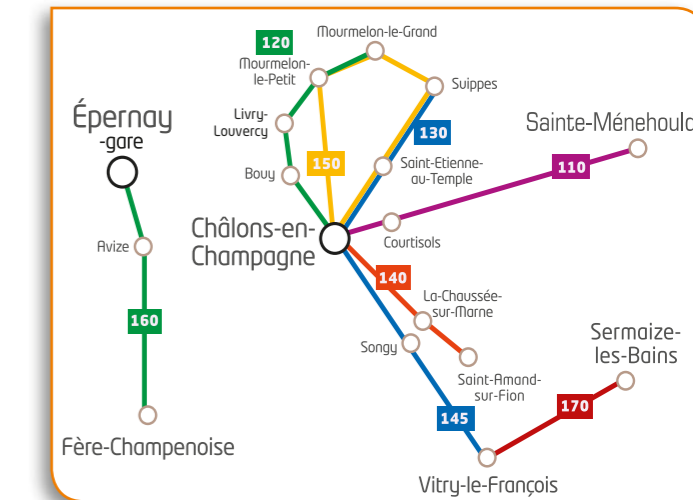 Mourmelon-le-Grand
120
Mourmelon-
le-Petit
Suippes
Livry-
Louvercy
Épernay
-gare
130
Sainte-Ménehould
150
Saint-Etienne-
au-Temple
110
Bouy
Châlons-en-
Champagne
Courtisols
Avize
140
La-Chaussée-
sur-Marne
160
Songy
Sermaize-
les-Bains
Saint-Amand-
sur-Fion
170
145
Fère-Champenoise
Vitry-le-François